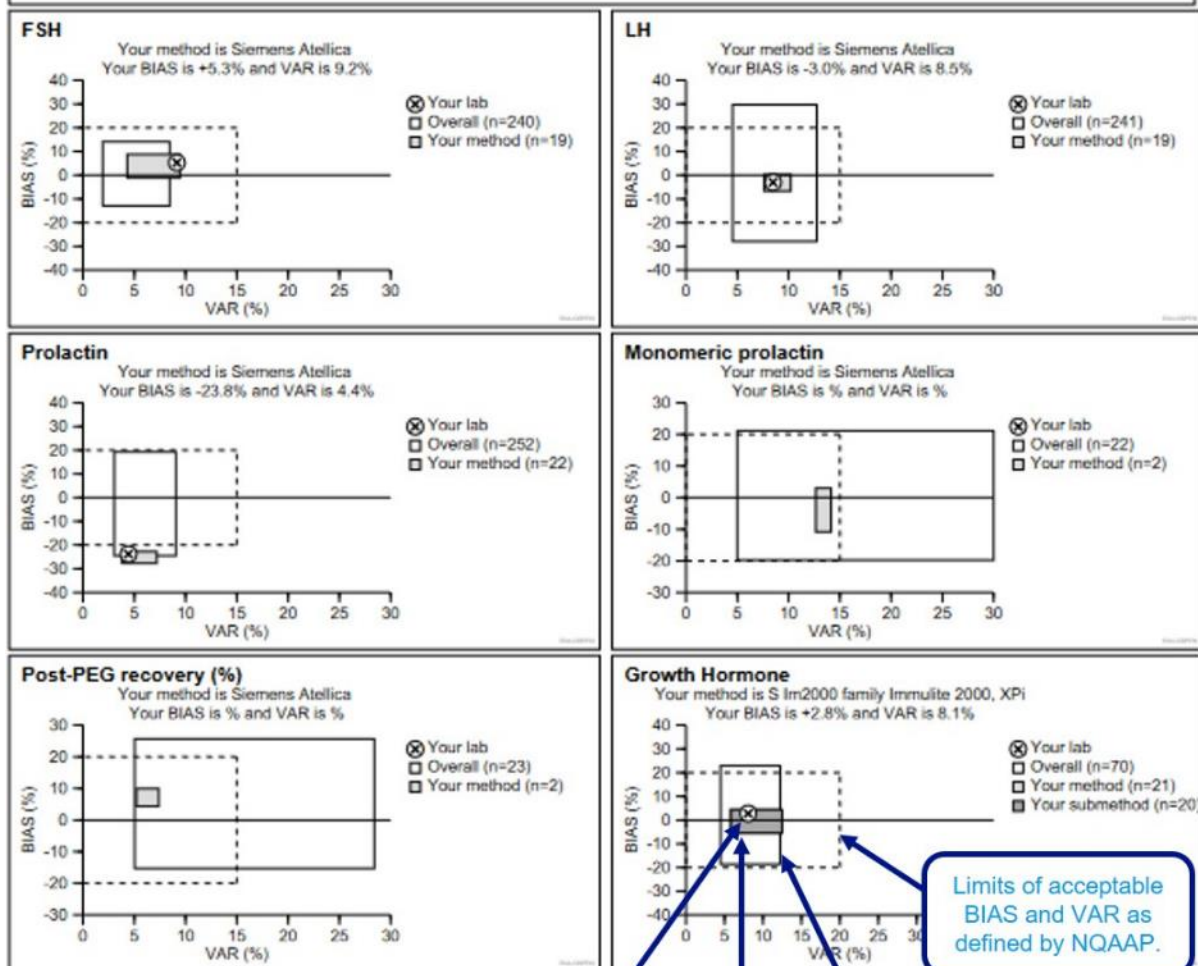 FSH
Your method is Siemens Atellica
Your BIAS is +5.3% and VAR is 9.2%
40
30
20
10
0
-10
-20
-30
-40
BIAS (%)
0 5 10 15 20 25 30
VAR (%)
Your lab
Overall (n=240)
Your method (n=19)
LH
Your method is Siemens Atellica
Your BIAS is -3.0% and VAR is 8.5%
40
30
20
10
0
-10
-20
-30
-40
BIAS (%)
0 5 10 15 20 25 30
VAR (%)
Your lab
Overall (n=241)
Your method (n=19)
Prolactin
Your method is Siemens Atellica
Your BIAS is -23.8% and VAR is 4.4%
40
30
20
10
0
-10
-20
-30
-40
BIAS (%)
0 5 10 15 20 25 30
VAR (%)
Your lab
Overall (n=252)
Your method (n=22)
Monomeric prolactin
Your method is Siemens Atellica
Your BIAS is % and VAR is %
30
20
10
0
-10
-20
-30
BIAS (%)
0 5 10 15 20 25 30
VAR (%)
Your lab
Overall (n=22)
Your method (n=2)
Post-PEG recovery (%)
Your method is Siemens Atellica
Your BIAS is % and VAR is %
30
20
10
0
-10
-20
-30
BIAS (%)
0 5 10 15 20 25 30
VAR (%)
Your lab
Overall (n=23)
Your method (n=2)
Growth Hormone
Your method is S Im2000 family Immulite 2000, XPi
Your BIAS is +2.8% and VAR is 8.1%
40
30
20
10
0
-10
-20
-30
-40
BIAS (%)
0 5 10 15 20 25 30
VAR (%)
Your lab
Overall (n=70)
Your method (n=21)
Your submethod (n=20)
Limits of acceptable
BIAS and VAR as
defined by NQAAP.